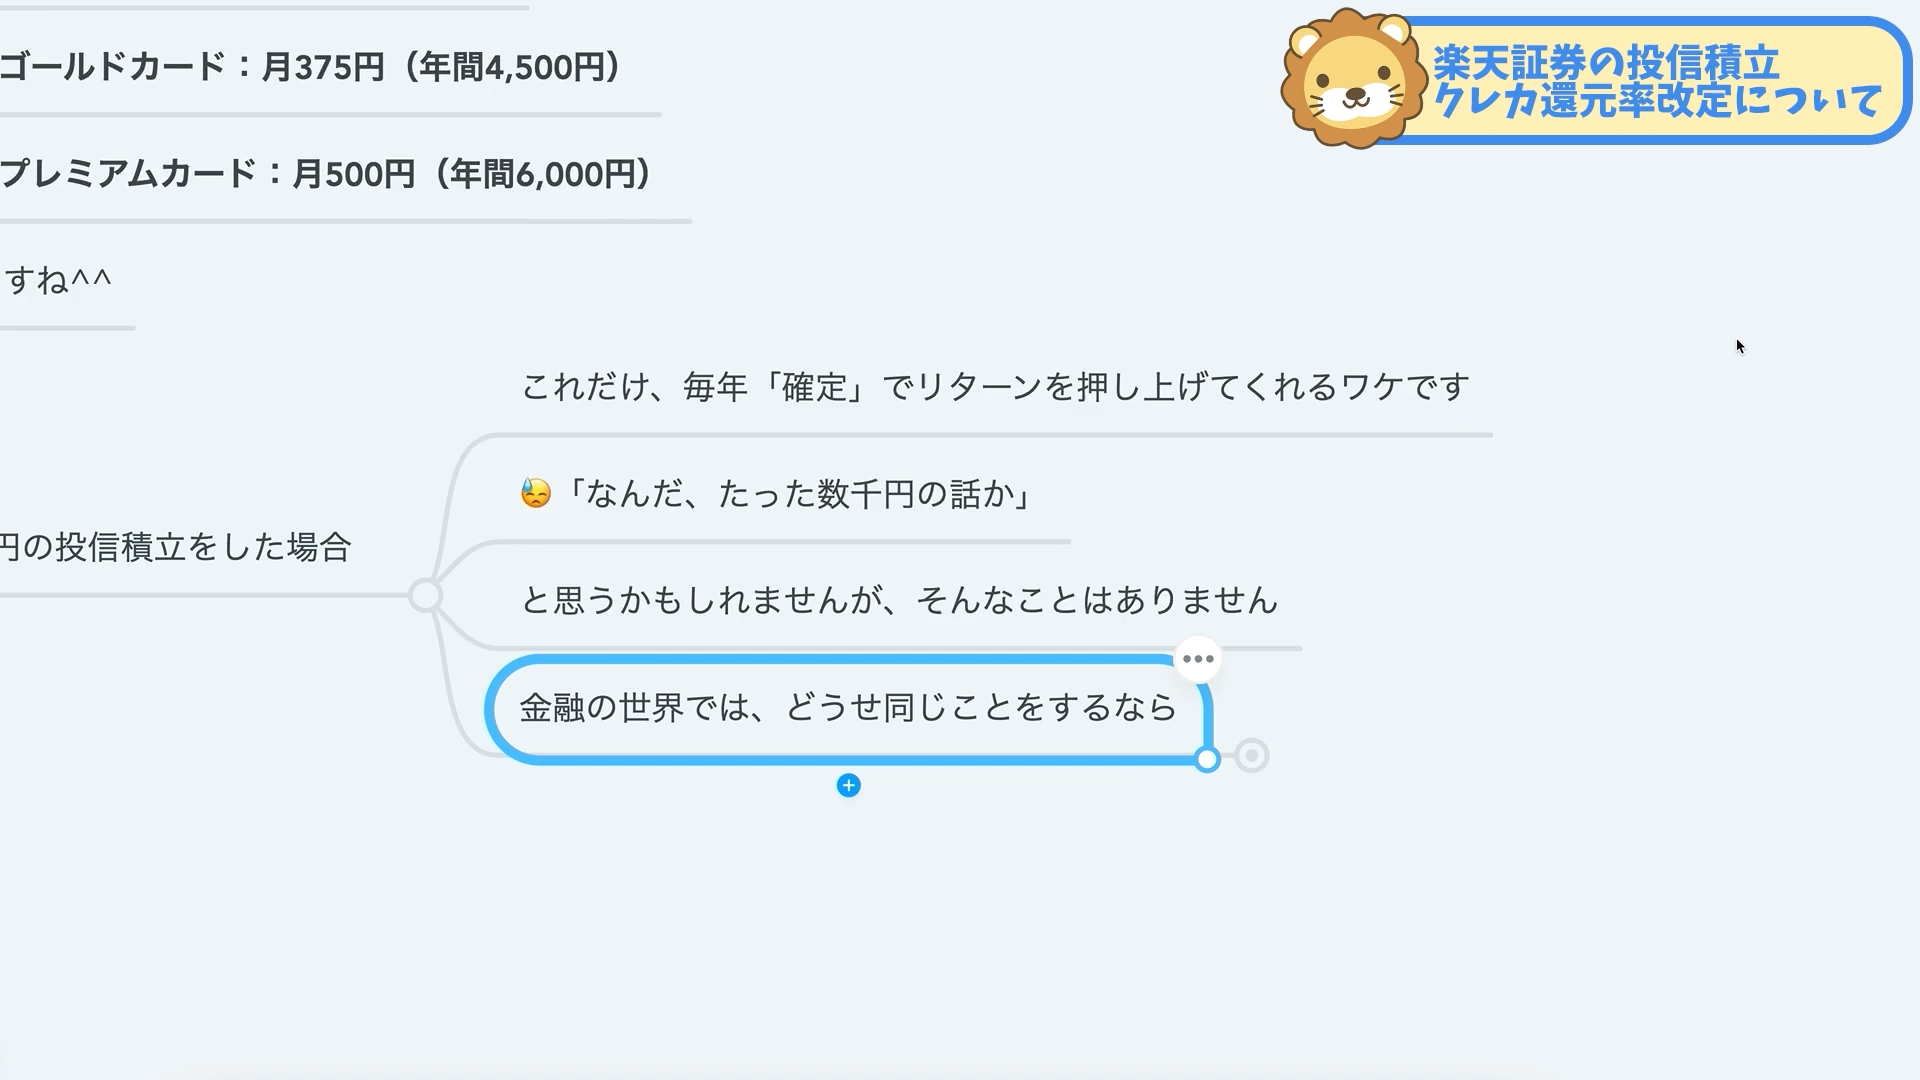 ゴールドカード：月375円（年間4,500円）
プレミアムカード：月500円（年間6,000円）
すね^^
円の投信積立をした場合
これだけ、毎年「確定」でリターンを押し上げてくれるワケです
😓「なんだ、たった数千円の話か」
と思うかもしれませんが、そんなことはありません
金融の世界では、どうせ同じことをするなら
楽天証券の投信積立
クレカ還元率改定について